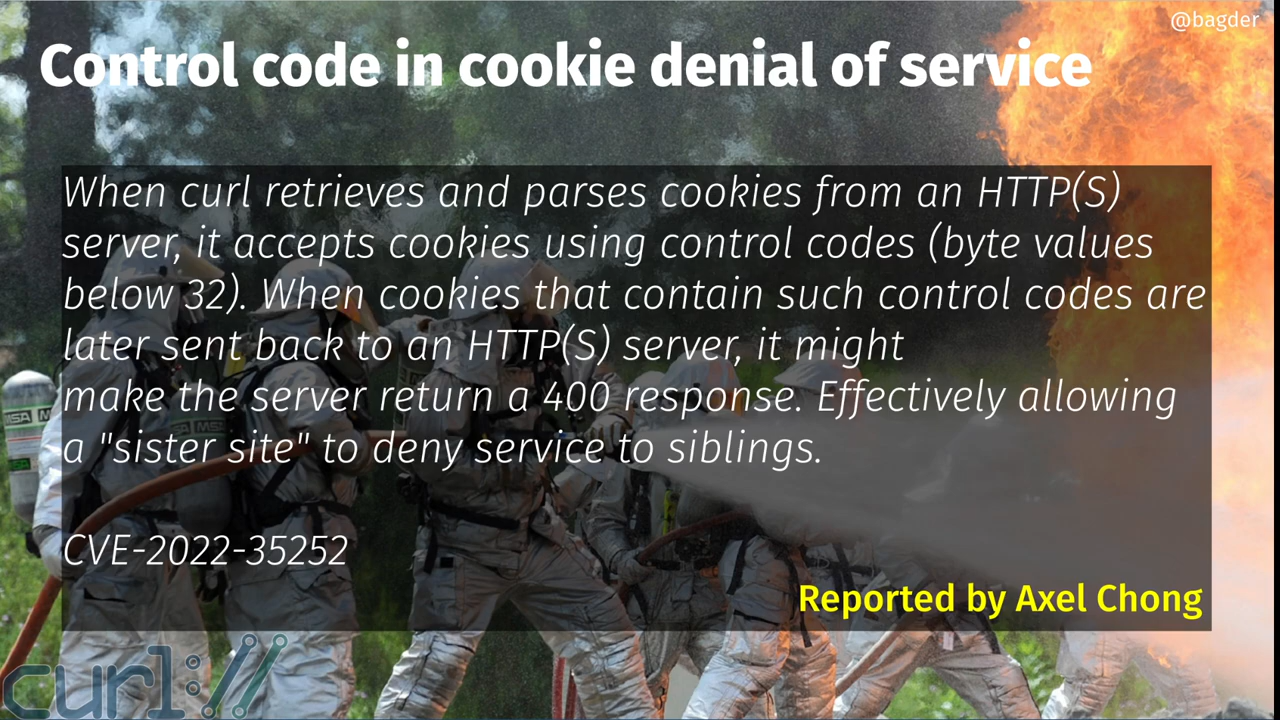 @bagder
Control code in cookie denial of service
When curl retrieves and parses cookies from an HTTP(S)
server, it accepts cookies using control codes (byte values
below 32). When cookies that contain such control codes are
later sent back to an HTTP(S) server, it might
make the server return a 400 response. Effectively allowing
a "sister site" to deny service to siblings.
MSA
MSA
MSA
CVE-2022-35252
Reported by Axel Chong
curl://